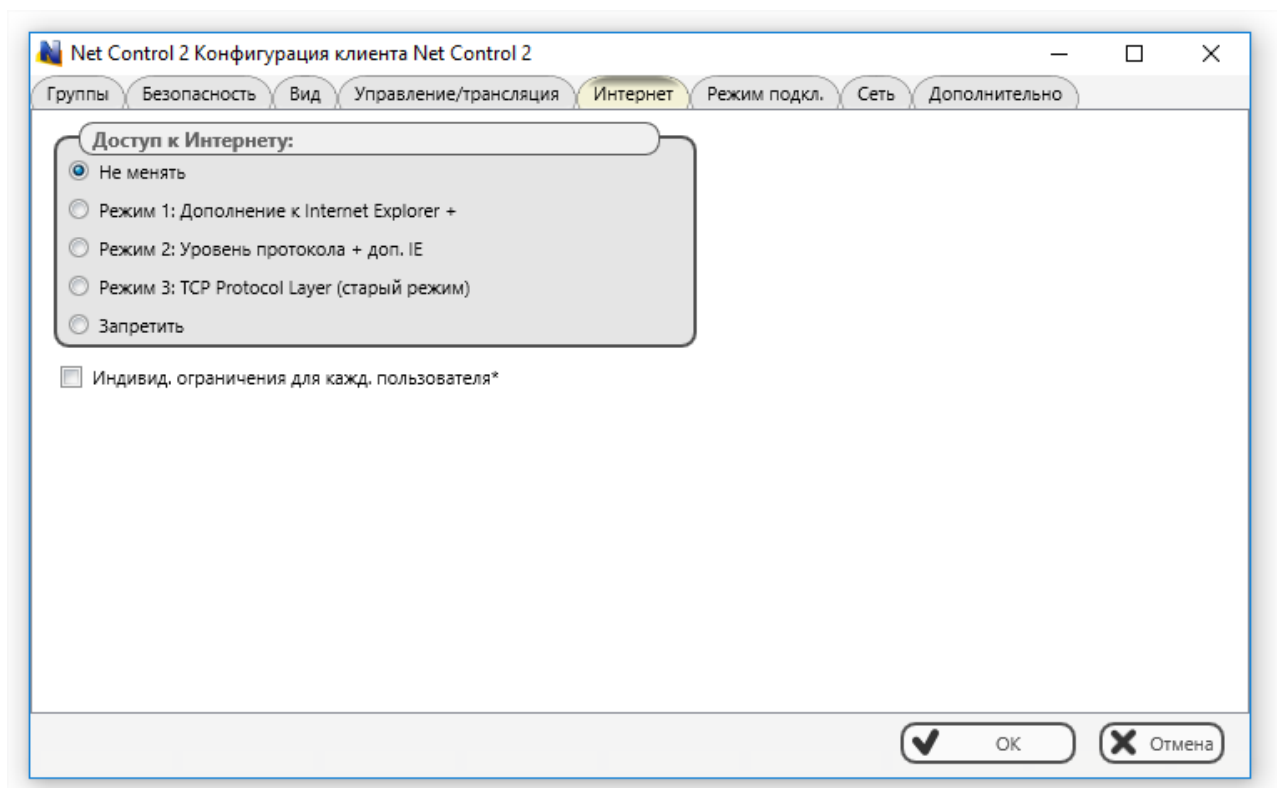 Net Control 2 Конфигурация клиента Net Control 2
Группы Безопасность Вид Управление/трансляция Интернет Режим подкл. Сеть Дополнительно
Доступ к Интернету:
Не менять
Режим 1: Дополнение к Internet Explorer +
Режим 2: Уровень протокола + доп. IE
Режим 3: TCP Protocol Layer (старый режим)
Запретить
Индивид. ограничения для кажд. пользователя*
ОК Отмена